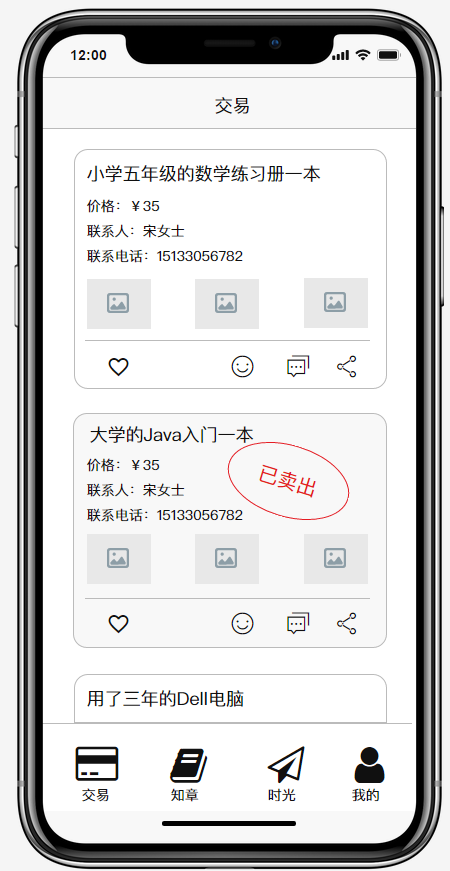 12:00
交易
小学五年级的数学练习册一本
价格：￥35
联系人：宋女士
联系电话：15133056782
大学的Java入门一本
价格：￥35
联系人：宋女士
联系电话：15133056782
已卖出
用了三年的Dell电脑
交易 知章 时光 我的